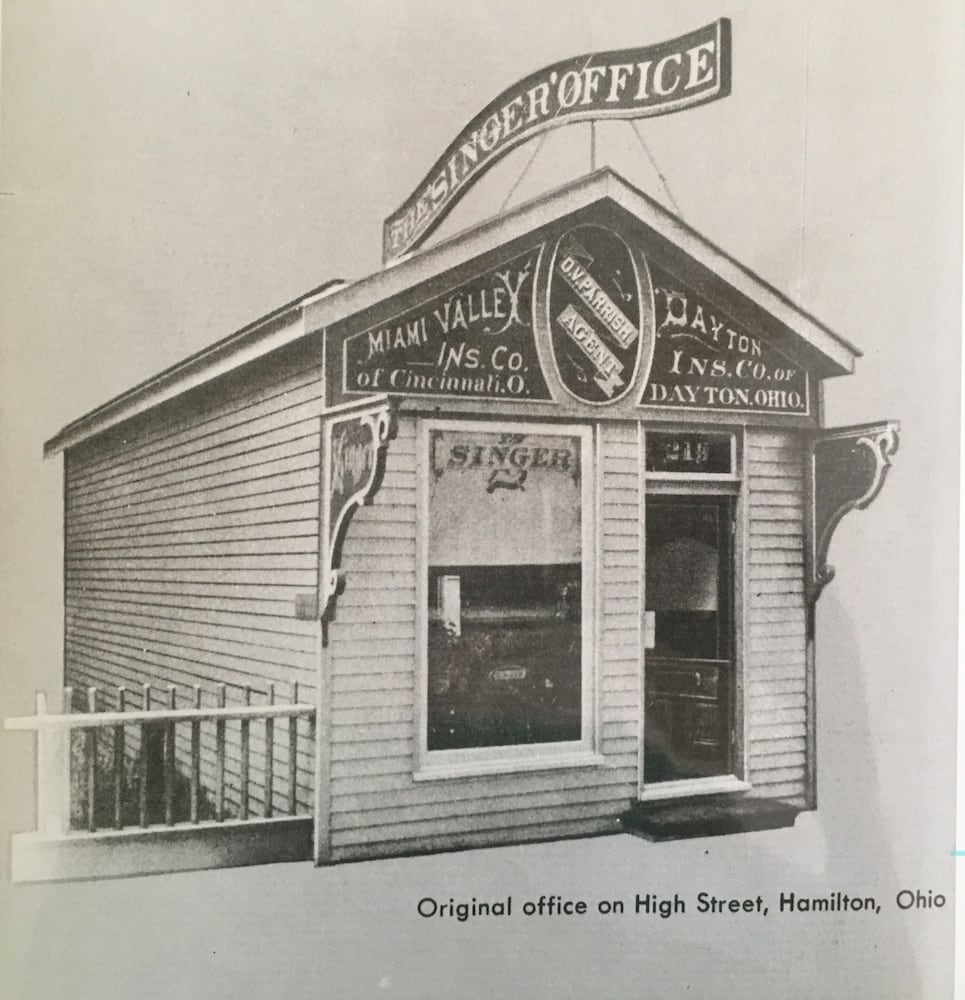 THE SINGER OFFICE
MIAMI VALLEY
INS. CO.
of Cincinnati, O.
O.V. PARRISH
AGENT
DAYTON
INS. CO. OF
DAYTON, OHIO.
SINGER
Original office on High Street, Hamilton, Ohio